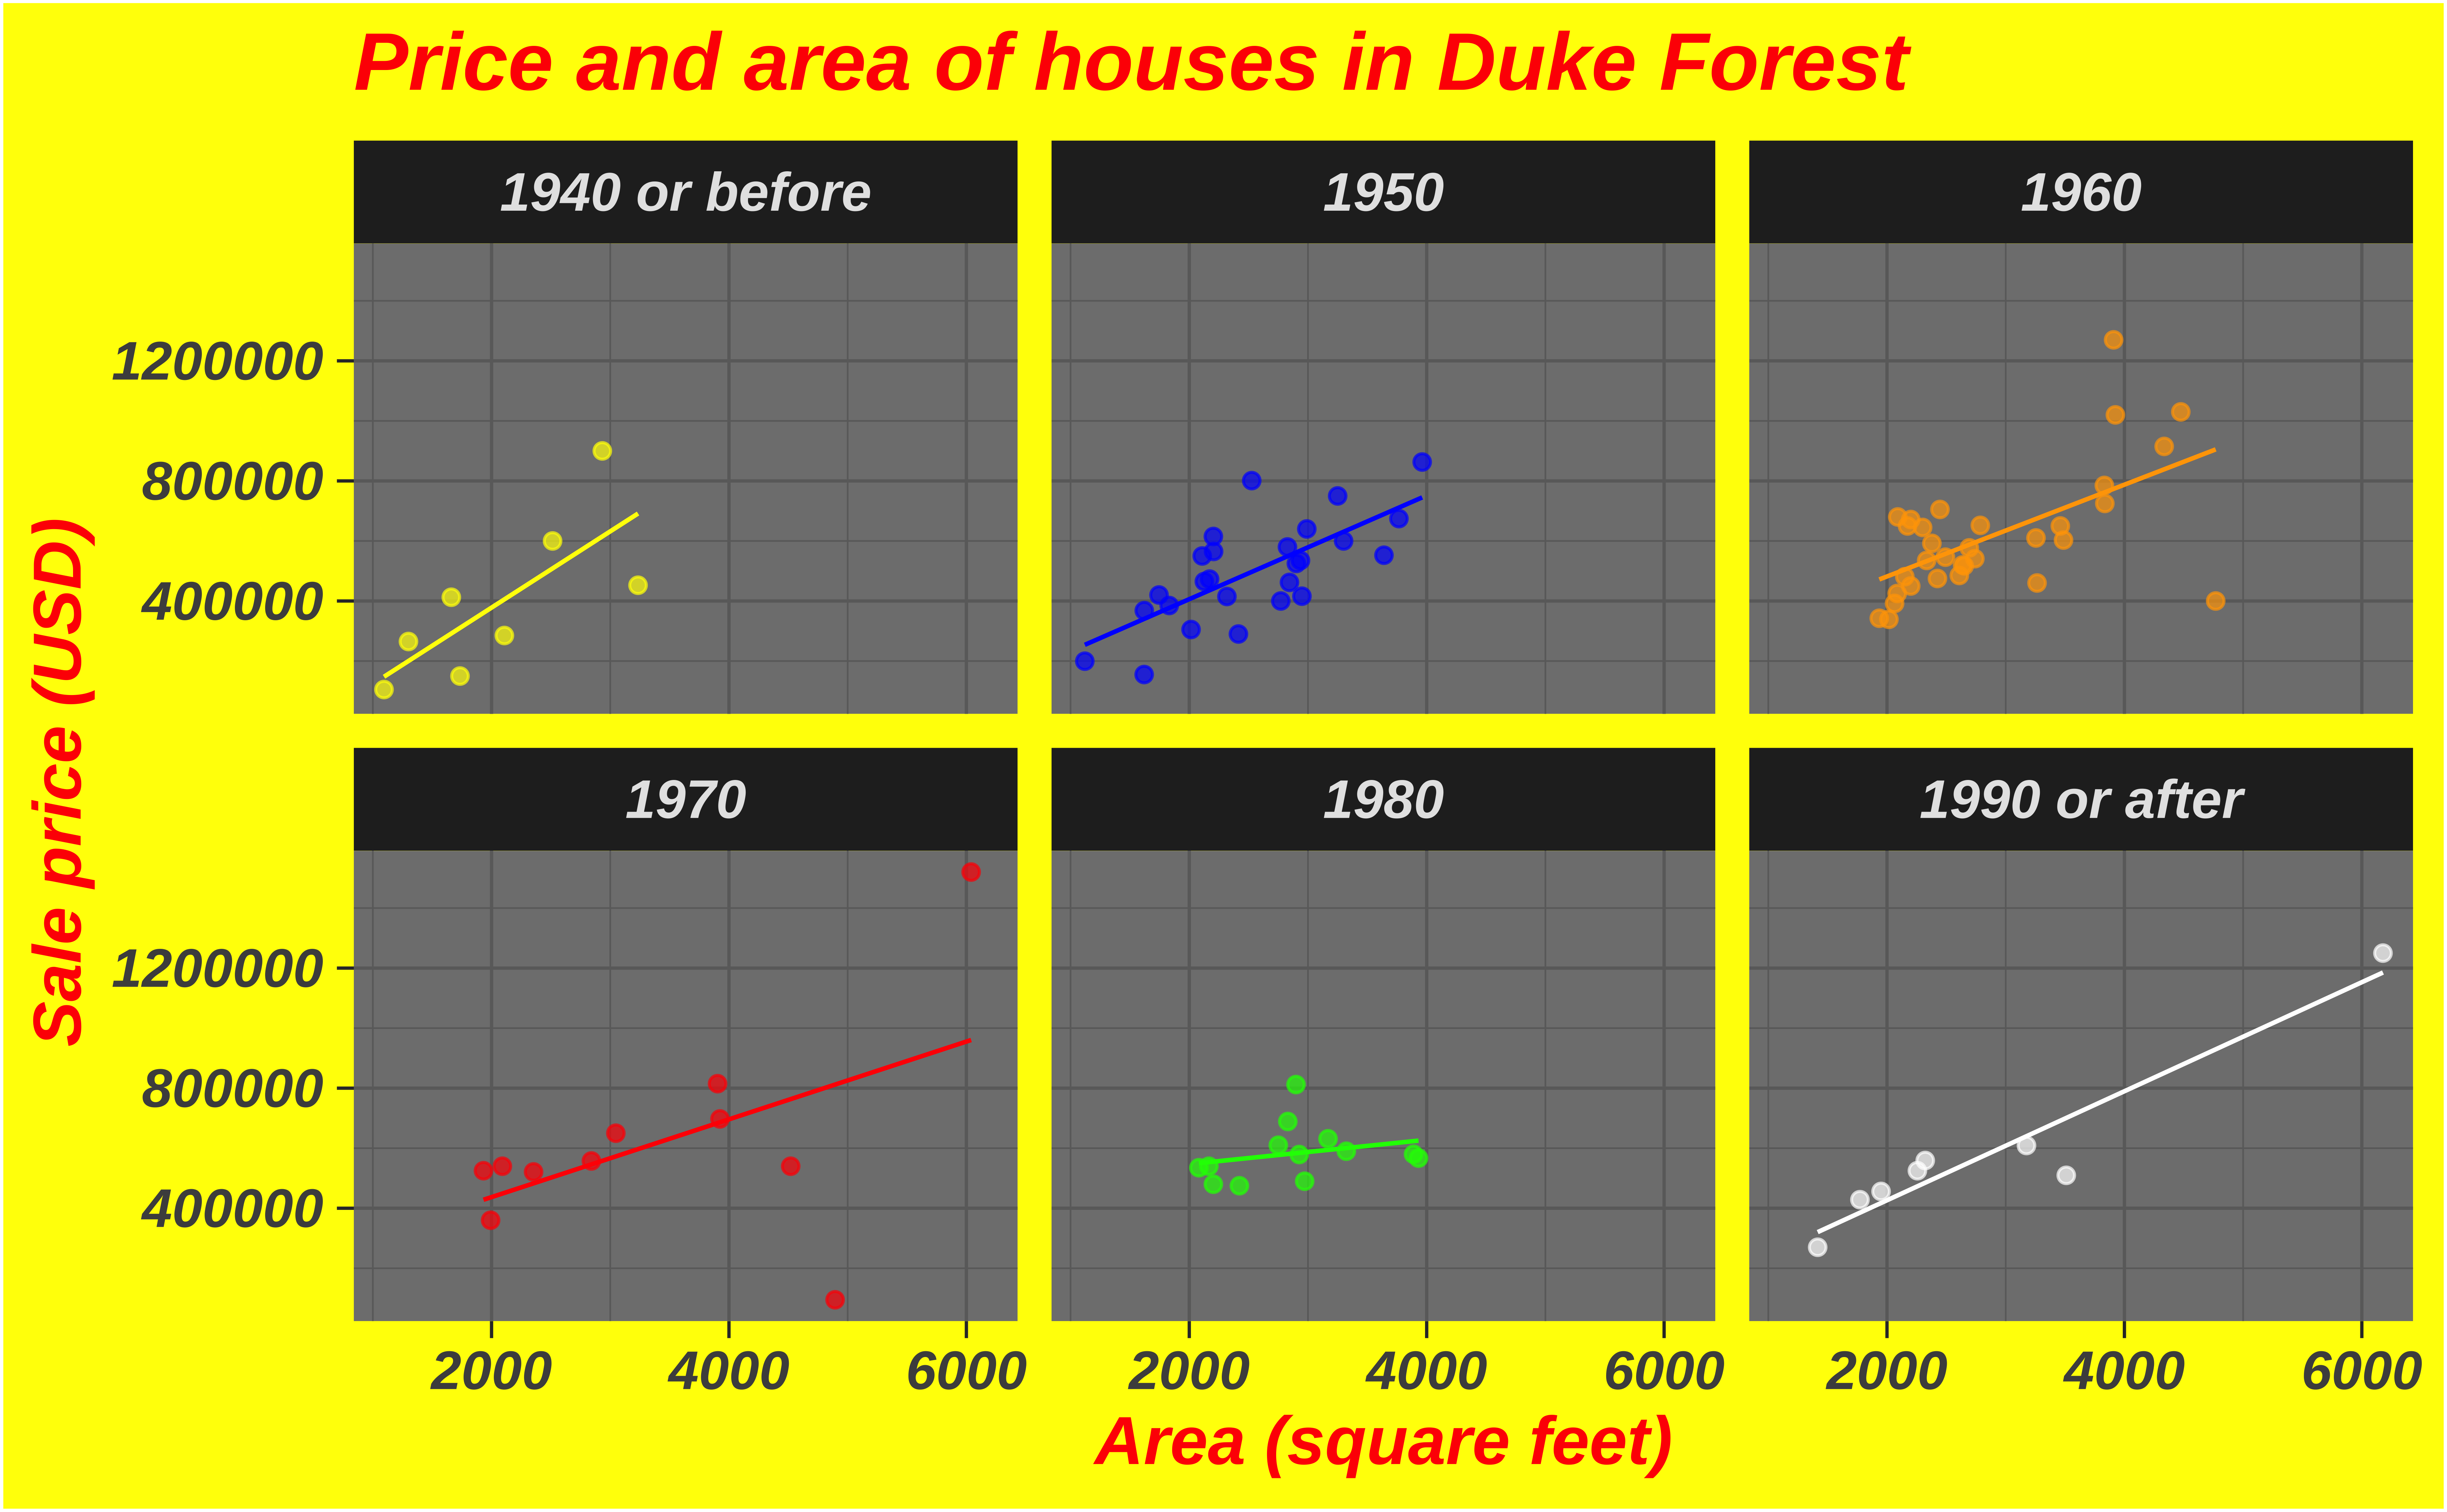 Price and area of houses in Duke Forest
1940 or before
1950
1960
1200000
800000
400000
Sale price (USD)
1970
1980
1990 or after
1200000
800000
400000
2000 4000 6000 2000 4000 6000 2000 4000 6000
Area (square feet)